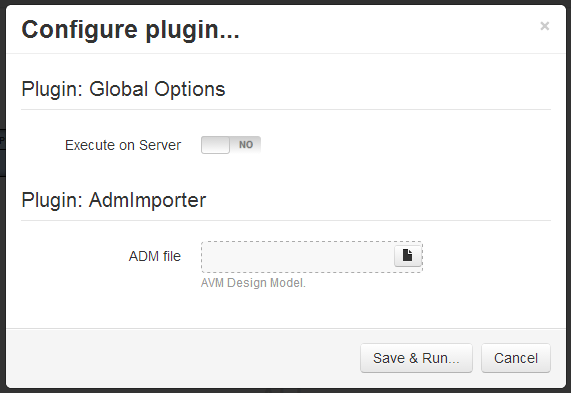 Configure plugin...
×
Plugin: Global Options
Execute on Server
NO
Plugin: AdmImporter
ADM file
AVM Design Model.
Save & Run...
Cancel